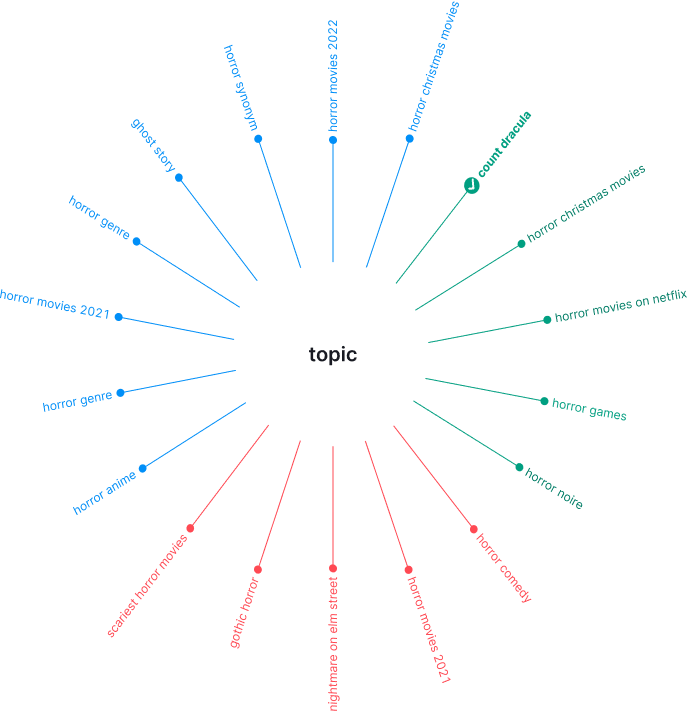 horror movies 2022
horror christmas movies
count dracula
horror christmas movies
horror movies on netflix
horror games
horror noire
horror comedy
horror movies 2021
nightmare on elm street
gothic horror
scariest horror movies
horror anime
horror genre
horror movies 2021
horror genre
ghost story
horror synonym
topic